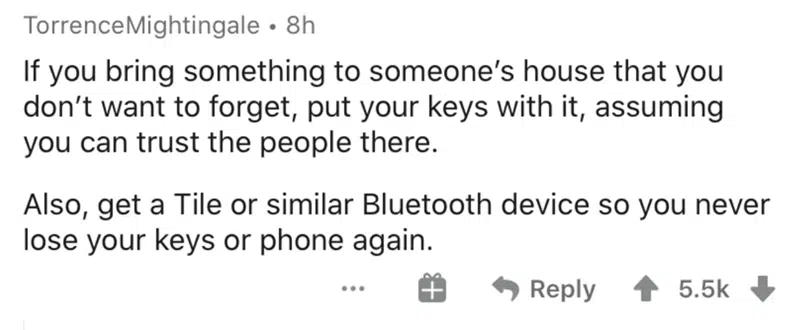 TorrenceMightingale • 8h
If you bring something to someone’s house that you
don’t want to forget, put your keys with it, assuming
you can trust the people there.
Also, get a Tile or similar Bluetooth device so you never
lose your keys or phone again.
... Reply 5.5k